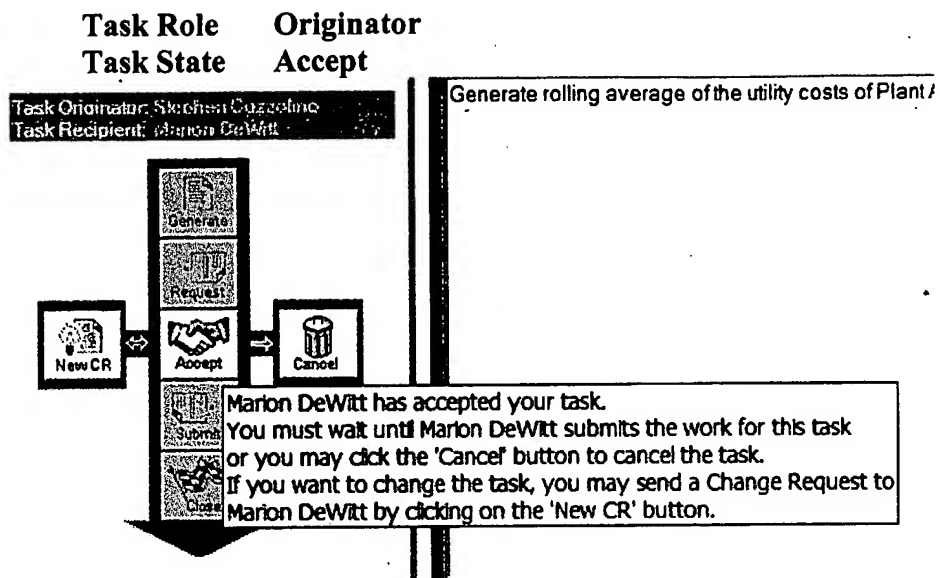 Task Role Originator
Task State Accept
Task Originator: Stephen Cozzolino
Task Recipient: Marion DeWitt
Generate rolling average of the utility costs of Plant A
Generate
Request
New CR
Accept
Cancel
Submit
Close
Marion DeWitt has accepted your task.
You must wait until Marion DeWitt submits the work for this task
or you may click the 'Cancel' button to cancel the task.
If you want to change the task, you may send a Change Request to
Marion DeWitt by clicking on the 'New CR' button.